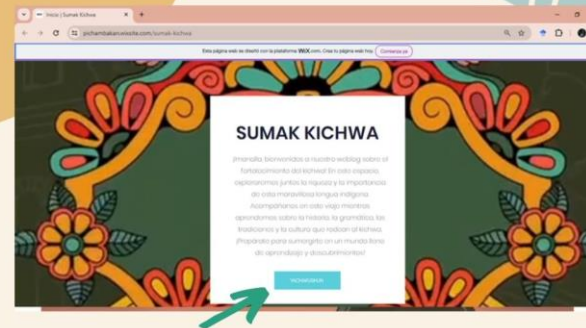 Inicio | Sumak Kichwa
pichambakan.wixsite.com/sumak-kichwa
Esta página web se diseñó con la plataforma WiX.com. Crea tu página web hoy. Comienza ya
SUMAK KICHWA
bienvenidos a nuestro weblog sobre el
fortalecimiento del kichwa! En este espacio,
exploraremos juntos la riqueza y la importancia
de esta maravillosa lengua indígena.
Acompáñanos en este viaje mientras
aprendemos sobre la historia, la gramática, las
tradiciones y la cultura que rodean al kichwa.
¡Prepárate para sumergirte en un mundo lleno
de aprendizaje y descubrimientos!